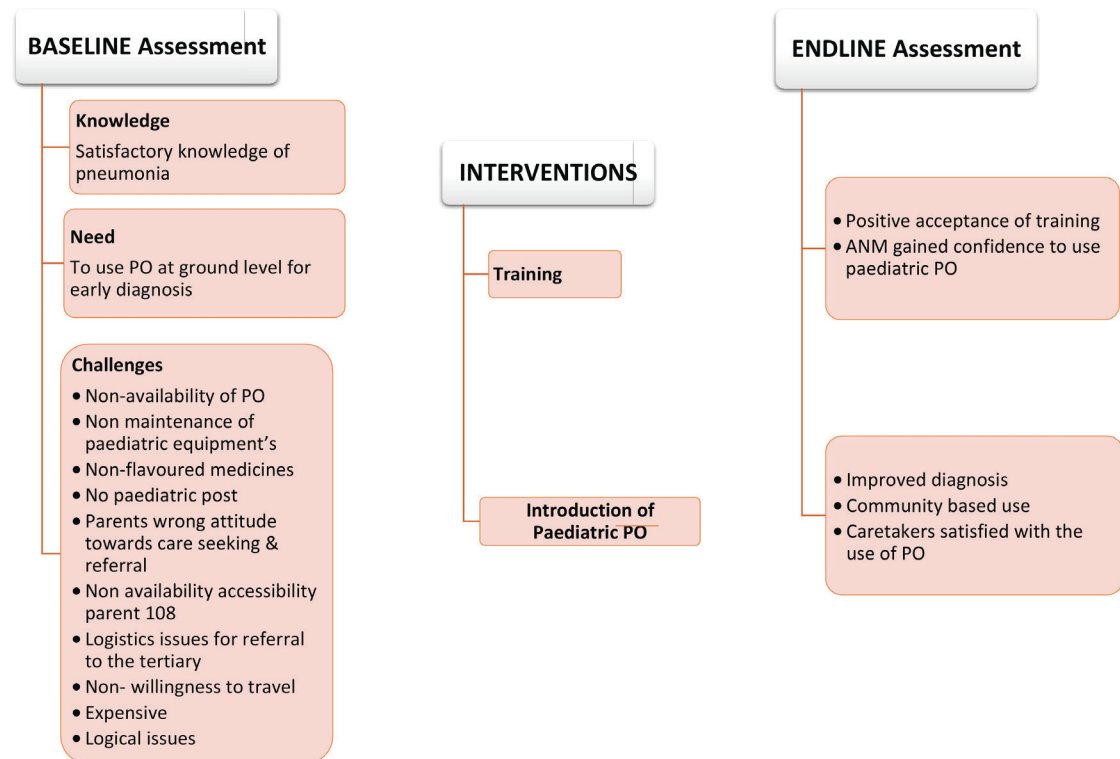 BASELINE Assessment
Knowledge
Satisfactory knowledge of
pneumonia
Need
To use PO at ground level for
early diagnosis
Challenges
• Non-availability of PO
• Non maintenance of
paediatric equipment’s
• Non-flavoured medicines
• No paediatric post
• Parents wrong attitude
towards care seeking &
referral
• Non availability accessibility
parent 108
• Logistics issues for referral
to the tertiary
• Non- willingness to travel
• Expensive
• Logical issues
INTERVENTIONS
Training
Introduction of
Paediatric PO
ENDLINE Assessment
• Positive acceptance of training
• ANM gained confidence to use
paediatric PO
• Improved diagnosis
• Community based use
• Caretakers satisfied with the
use of PO